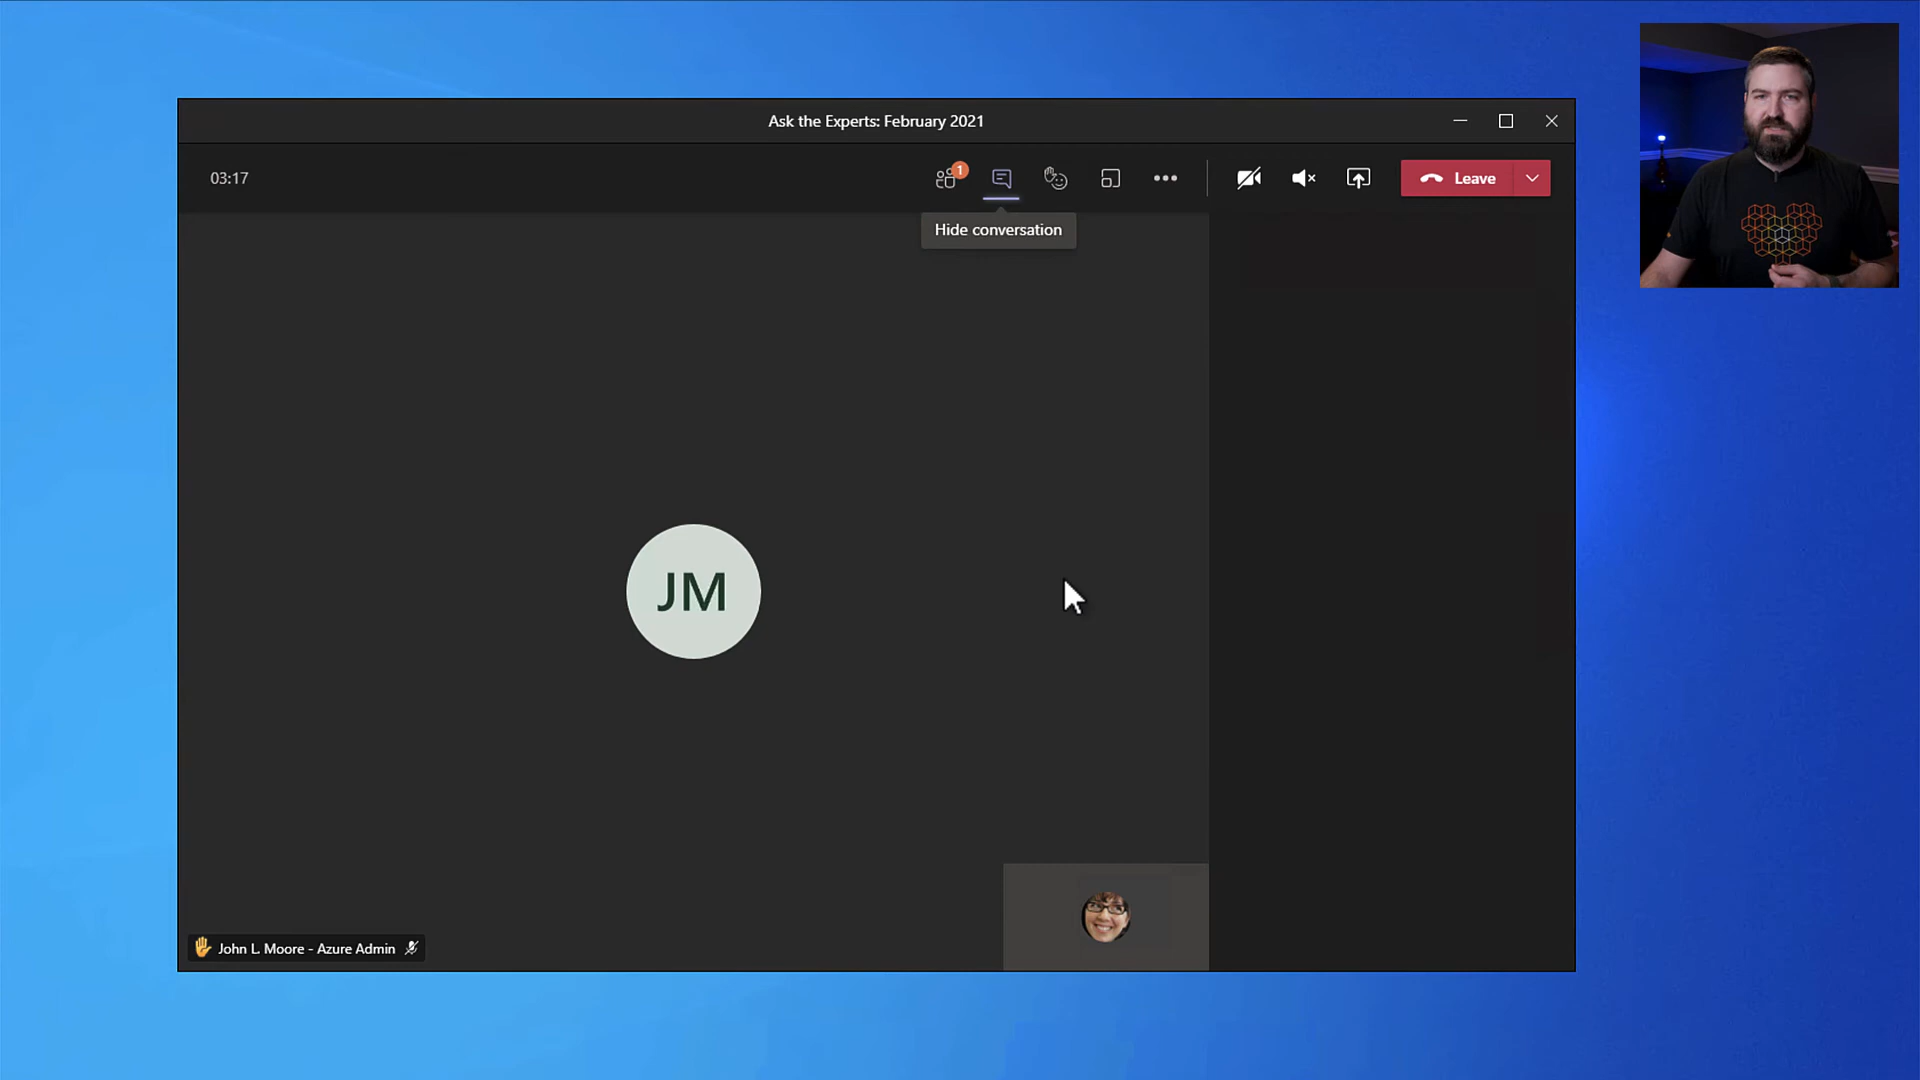 Ask the Experts: February 2021
03:17
1
Leave
Hide conversation
JM
John L. Moore - Azure Admin